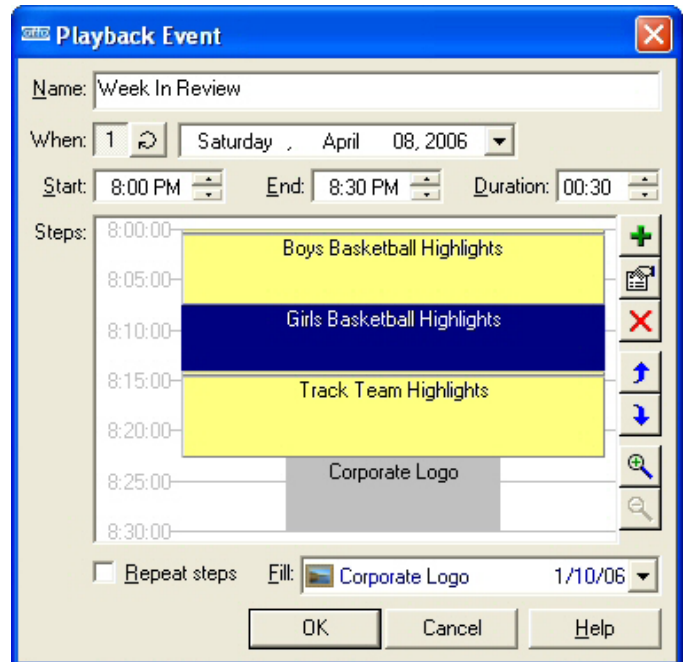 Playback Event
Name: Week In Review
When: 1 Saturday , April 08, 2006
Start: 8:00 PM End: 8:30 PM Duration: 00:30
Steps: 8:00:00
Boys Basketball Highlights
8:05:00
Girls Basketball Highlights
8:10:00
8:15:00
Track Team Highlights
8:20:00
Corporate Logo
8:25:00
8:30:00
Repeat steps Fill: Corporate Logo 1/10/06
OK Cancel Help